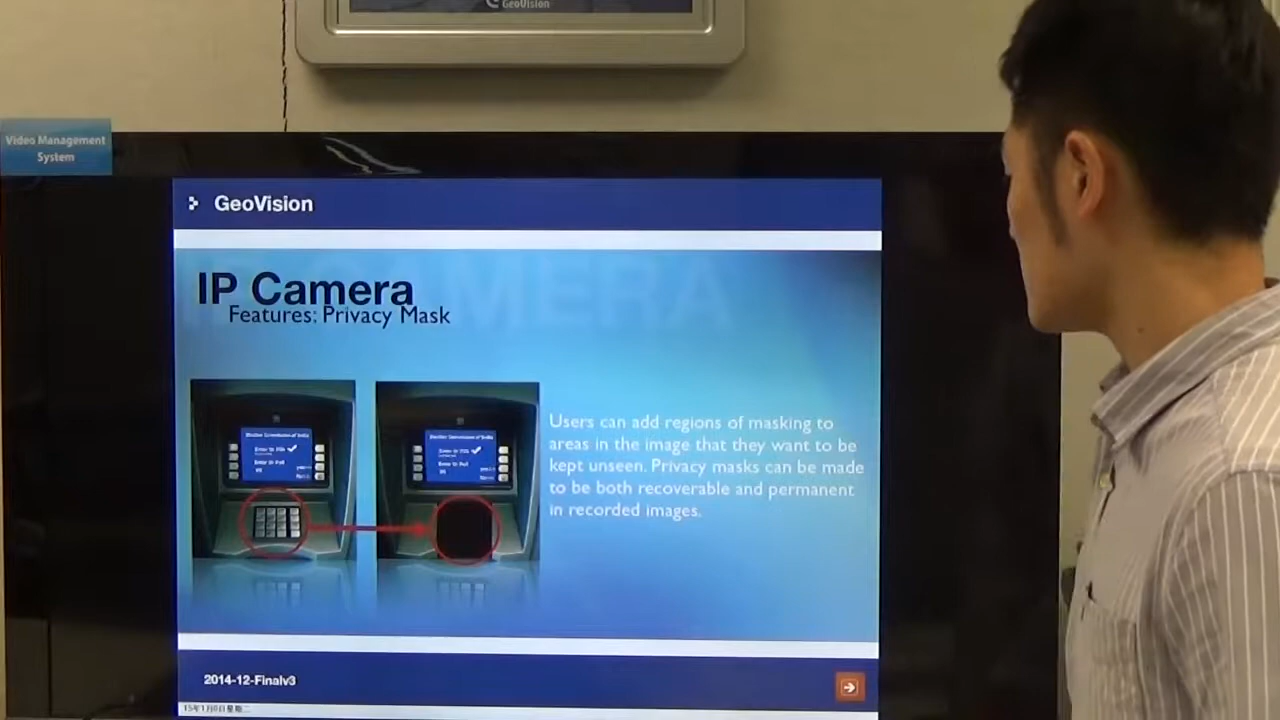 GeoVision
Video Management
System
GeoVision
IP Camera
Features: Privacy Mask
Users can add regions of masking to
areas in the image that they want to be
kept unseen. Privacy masks can be made
to be both recoverable and permanent
in recorded images.
2014-12-Finalv3